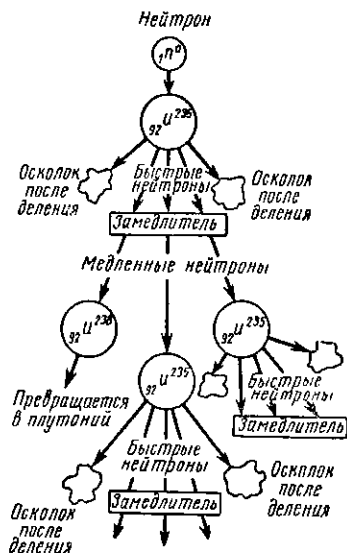 Нейтрон
₁n⁰
₉₂U²³⁵
Осколок
после
деления
Быстрые
нейтроны
Осколок
после
деления
Замедлитель
Медленные нейтроны
₉₂U²³⁸
₉₂U²³⁵
₉₂U²³⁵
Превращается
в плутоний
Быстрые
нейтроны
Замедлитель
Быстрые
нейтроны
Осколок
после
деления
Осколок
после
деления
Замедлитель